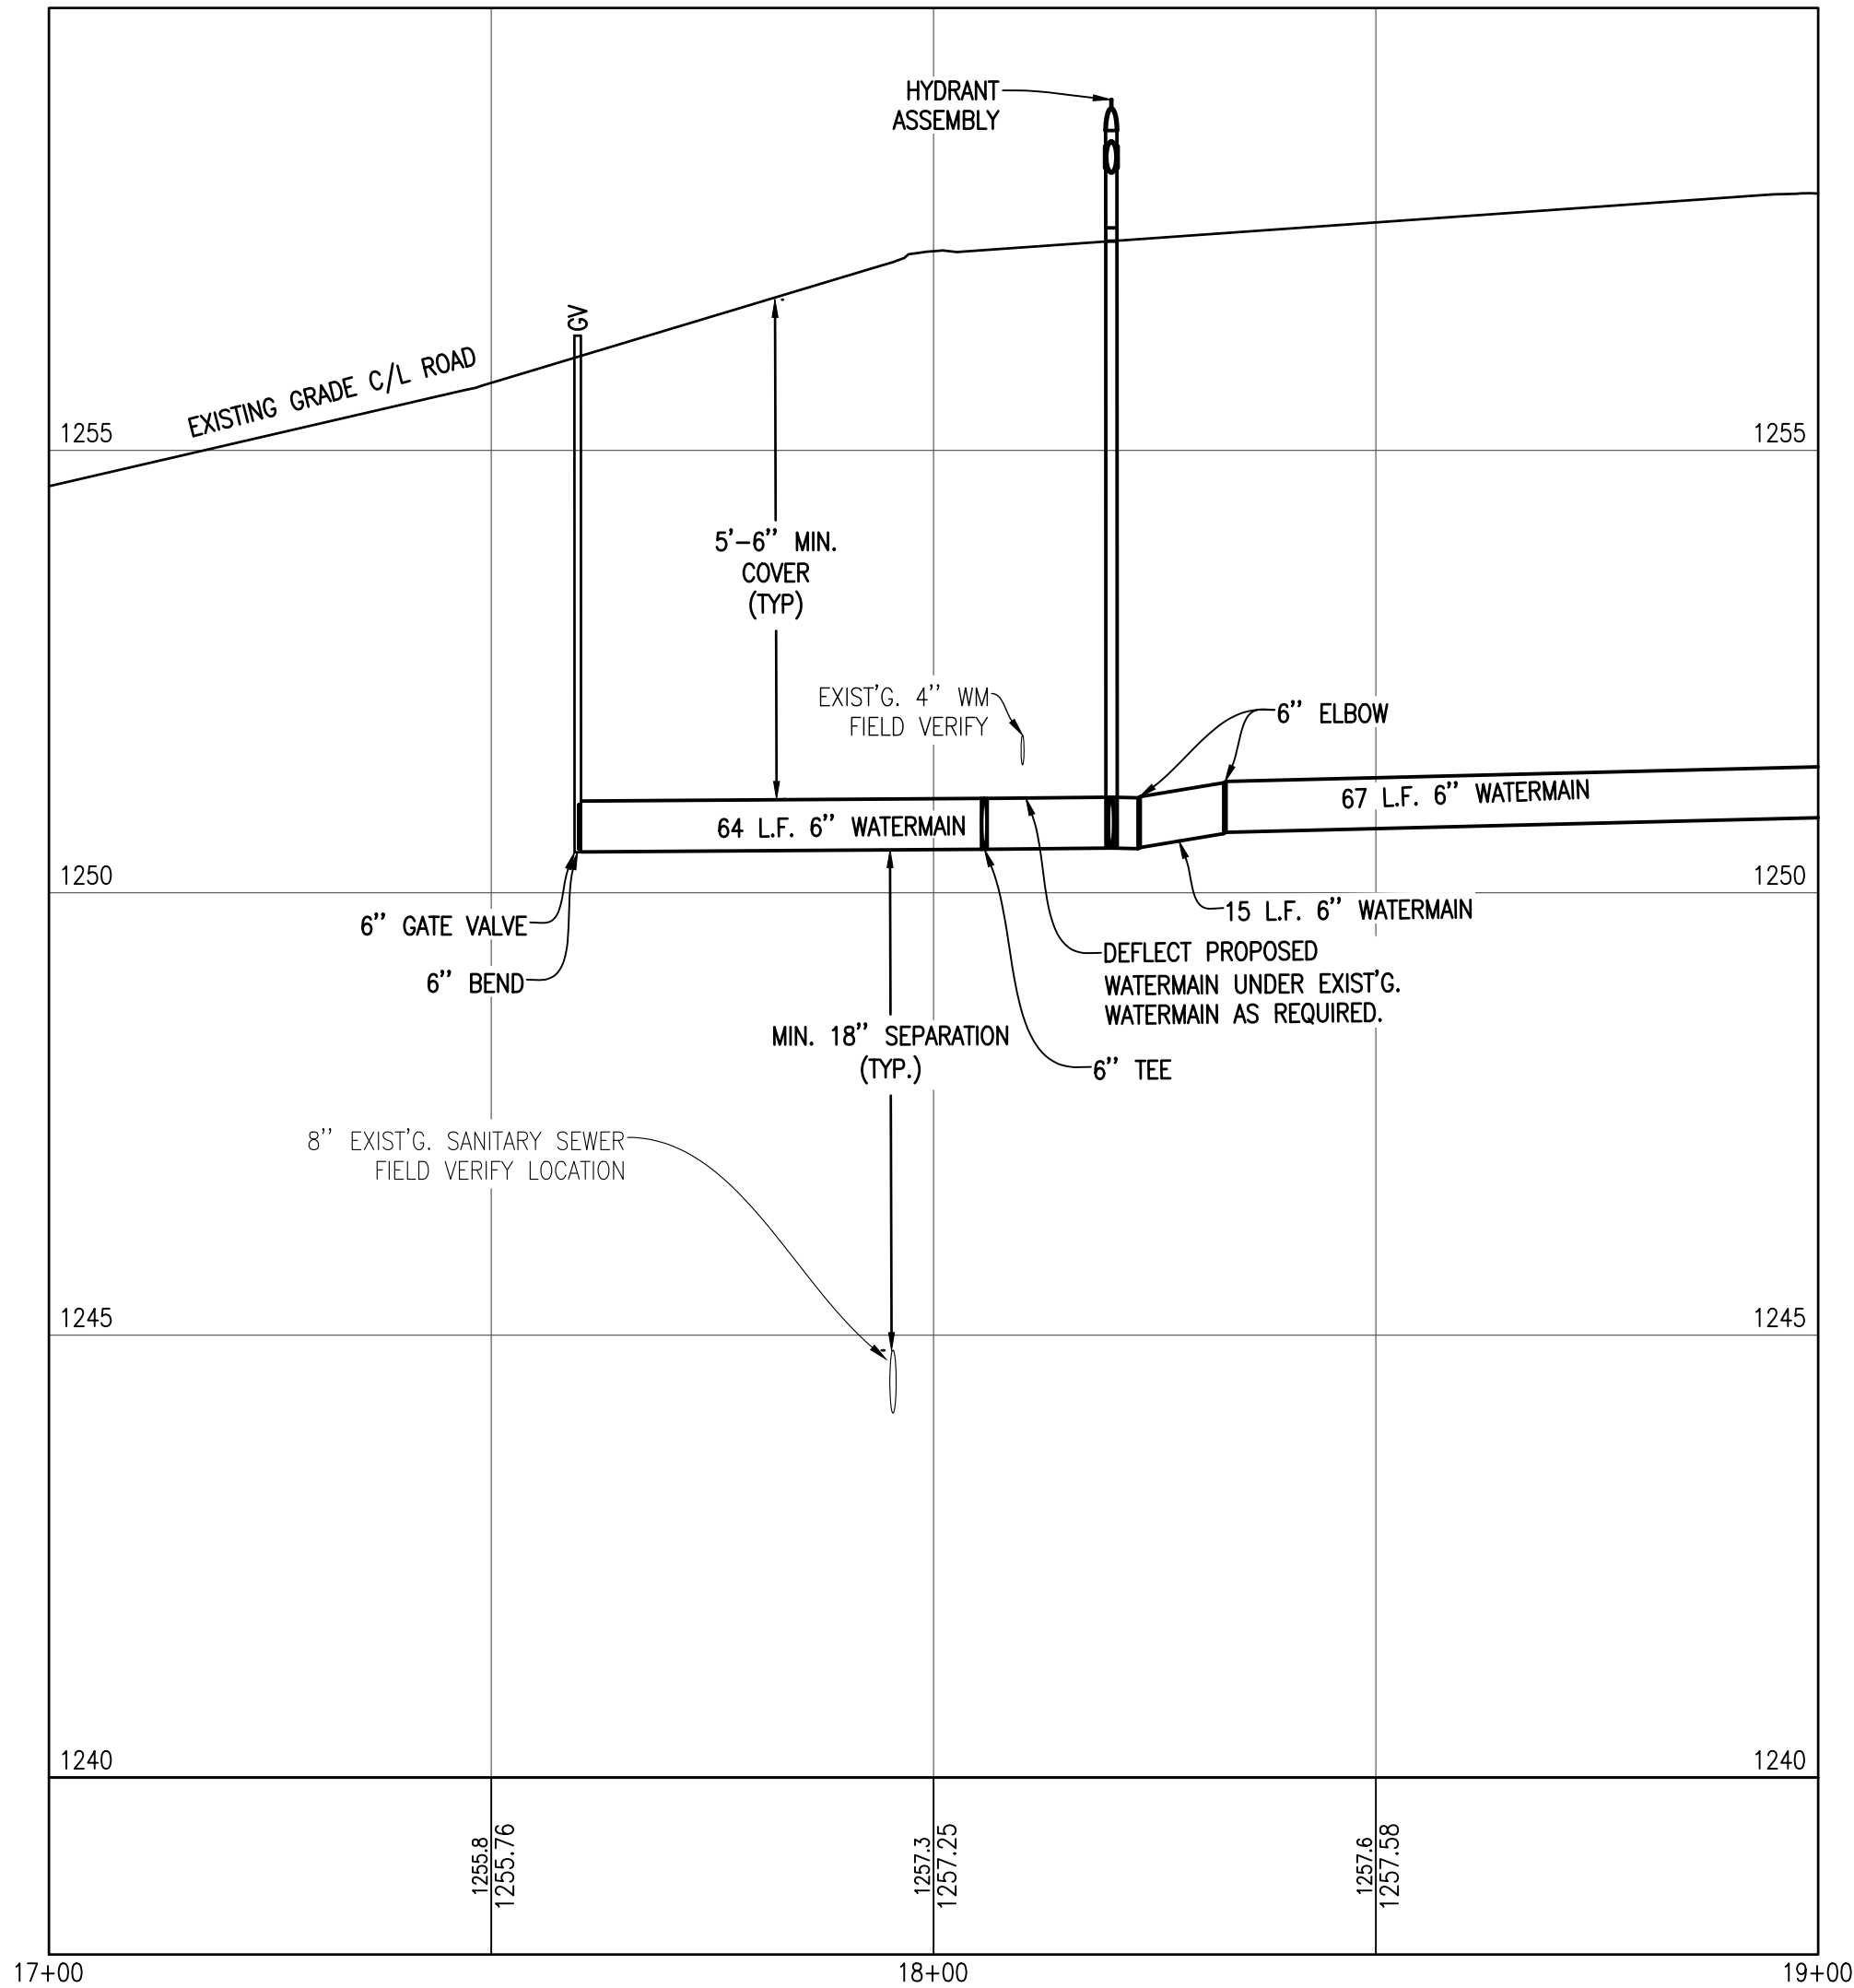 HYDRANT
ASSEMBLY
GV
EXISTING GRADE C/L ROAD
1255
1255
5'-6'' MIN.
COVER
(TYP)
EXIST'G. 4'' WM
FIELD VERIFY
6'' ELBOW
67 L.F. 6'' WATERMAIN
64 L.F. 6'' WATERMAIN
1250
1250
15 L.F. 6'' WATERMAIN
6'' GATE VALVE
DEFLECT PROPOSED
WATERMAIN UNDER EXIST'G.
WATERMAIN AS REQUIRED.
6'' BEND
MIN. 18'' SEPARATION
(TYP.)
6'' TEE
8'' EXIST'G. SANITARY SEWER
FIELD VERIFY LOCATION
1245
1245
1240
1240
1255.8
1255.76
1257.3
1257.25
1257.6
1257.58
17+00
18+00
19+00